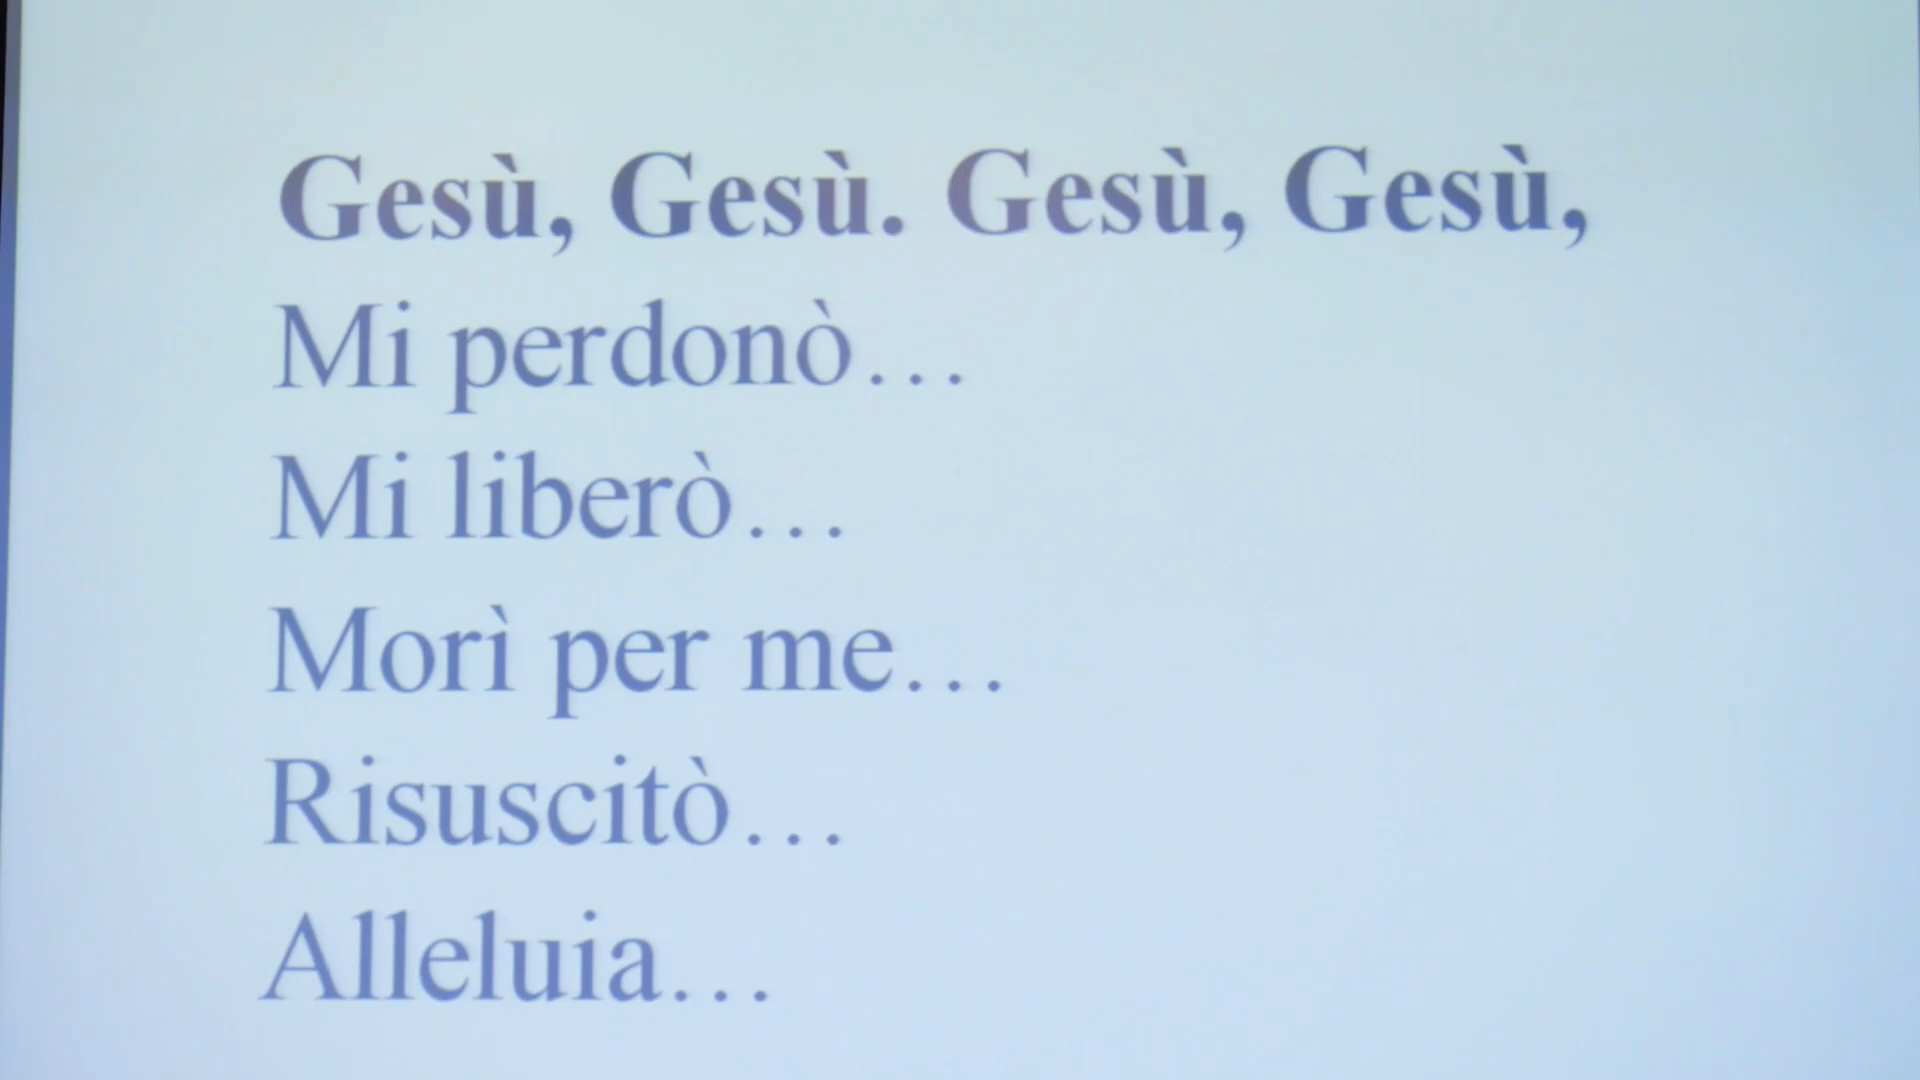 Gesù, Gesù. Gesù, Gesù,
Mi perdonò...
Mi liberò...
Morì per me...
Risuscitò...
Alleluia...